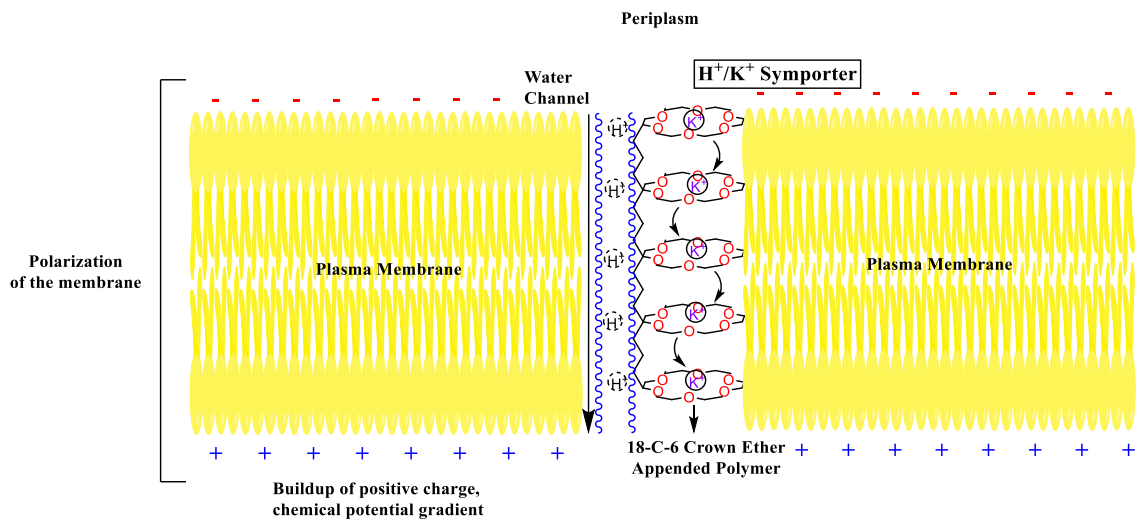 Periplasm
H⁺/K⁺ Symporter
Water
Channel
- - - - - - - -
- - - - - - - - - -
O O O
H⁺ K⁺
O O O
O O O
H⁺ K⁺
O O O
Polarization
of the membrane
Plasma Membrane
O O O
H⁺ K⁺
O O O
Plasma Membrane
O O O
H⁺ K⁺
O O O
O O O
H⁺ K⁺
O O O
+ + + + + + + +
18-C-6 Crown Ether
Appended Polymer
+ + + + + + + +
Buildup of positive charge,
chemical potential gradient